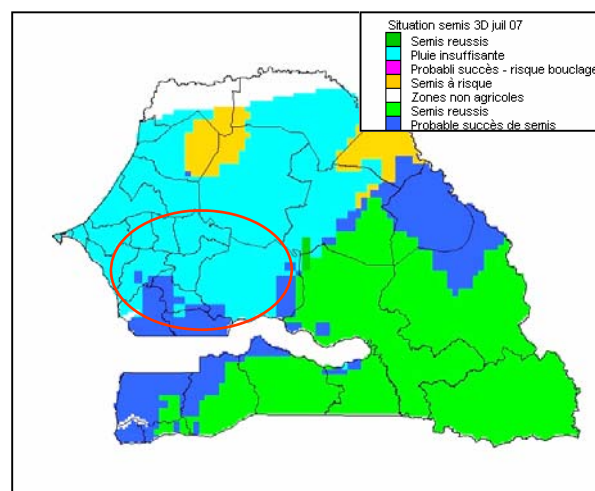 Situation semis 3D juil 07
Semis reussis
Pluie insuffisante
Probabli succès - risque bouclage
Semis à risque
Zones non agricoles
Semis reussis
Probable succès de semis